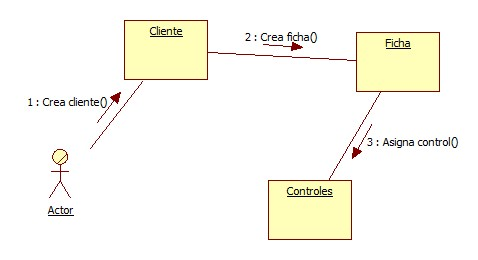 Cliente
2 : Crea ficha()
Ficha
1 : Crea cliente()
3 : Asigna control()
Controles
Actor